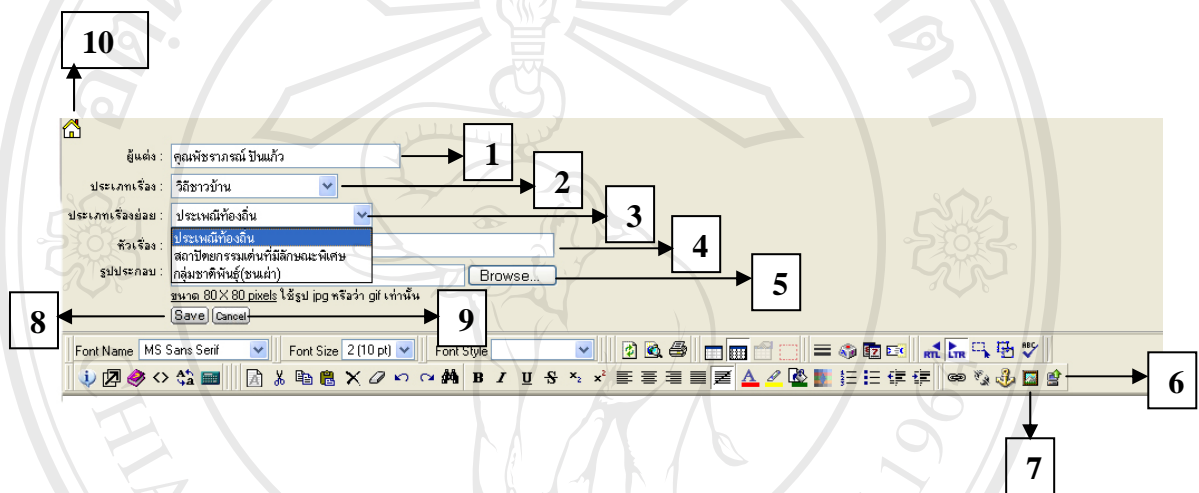 10
ผู้แต่ง : คุณพัชราภรณ์ ปันแก้ว 1
ประเภทเรื่อง : วิถีชาวบ้าน 2
ประเภทเรื่องย่อย : ประเพณีท้องถิ่น 3
ประเพณีท้องถิ่น
หัวเรื่อง : 4
สถาปัตยกรรมเด่นที่มีลักษณะพิเศษ
รูปประกอบ : กลุ่มชาติพันธุ์(ชนเผ่า) Browse... 5
ขนาด 80X80 pixels ใช้รูป jpg หรือว่า gif เท่านั้น
8 Save Cancel 9
Font Name MS Sans Serif Font Size 2 (10 pt) Font Style RTL LTR ABC
B I U S x₂ x² A 6
7